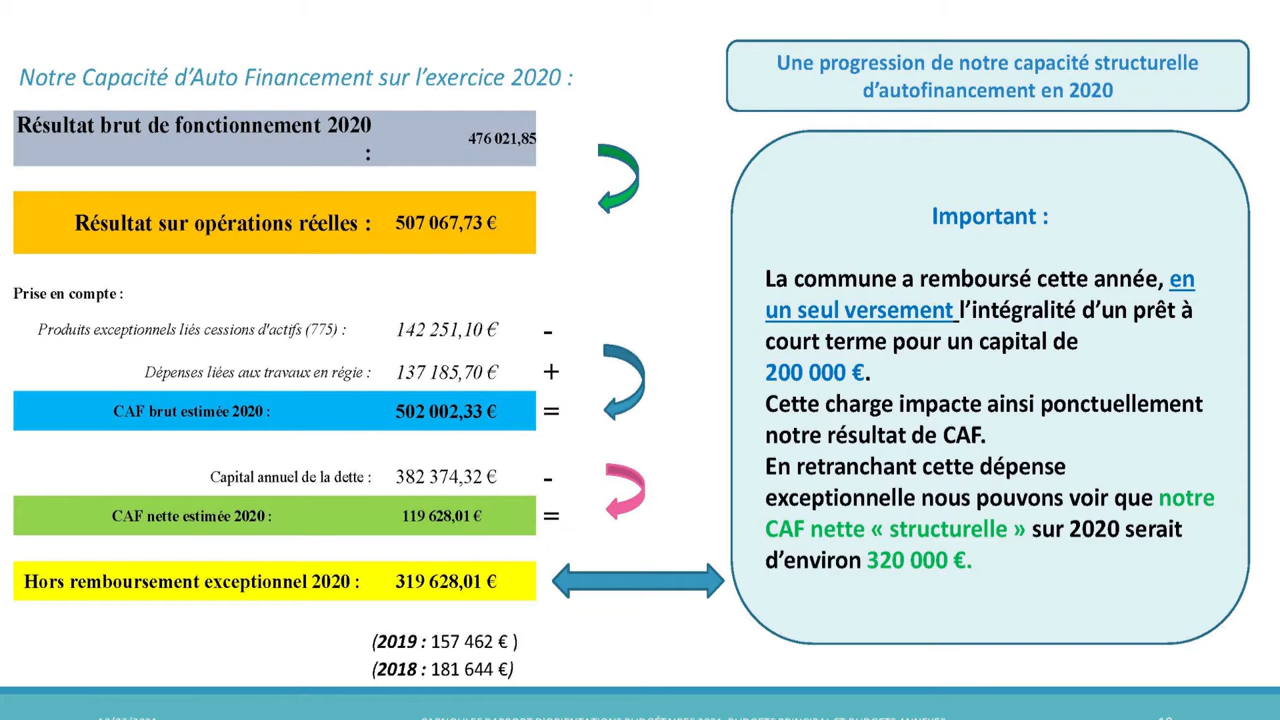 Notre Capacité d'Auto Financement sur l'exercice 2020 :
Résultat brut de fonctionnement 2020 : 476 021,85
Résultat sur opérations réelles : 507 067,73 €
Prise en compte :
Produits exceptionnels liés cessions d'actifs (775) : 142 251,10 € -
Dépenses liées aux travaux en régie : 137 185,70 € +
CAF brut estimée 2020 : 502 002,33 € =
Capital annuel de la dette : 382 374,32 € -
CAF nette estimée 2020 : 119 628,01 € =
Hors remboursement exceptionnel 2020 : 319 628,01 €
(2019 : 157 462 € )
(2018 : 181 644 €)
Une progression de notre capacité structurelle
d'autofinancement en 2020
Important :
La commune a remboursé cette année, en
un seul versement l'intégralité d'un prêt à
court terme pour un capital de
200 000 €.
Cette charge impacte ainsi ponctuellement
notre résultat de CAF.
En retranchant cette dépense
exceptionnelle nous pouvons voir que notre
CAF nette « structurelle » sur 2020 serait
d'environ 320 000 €.